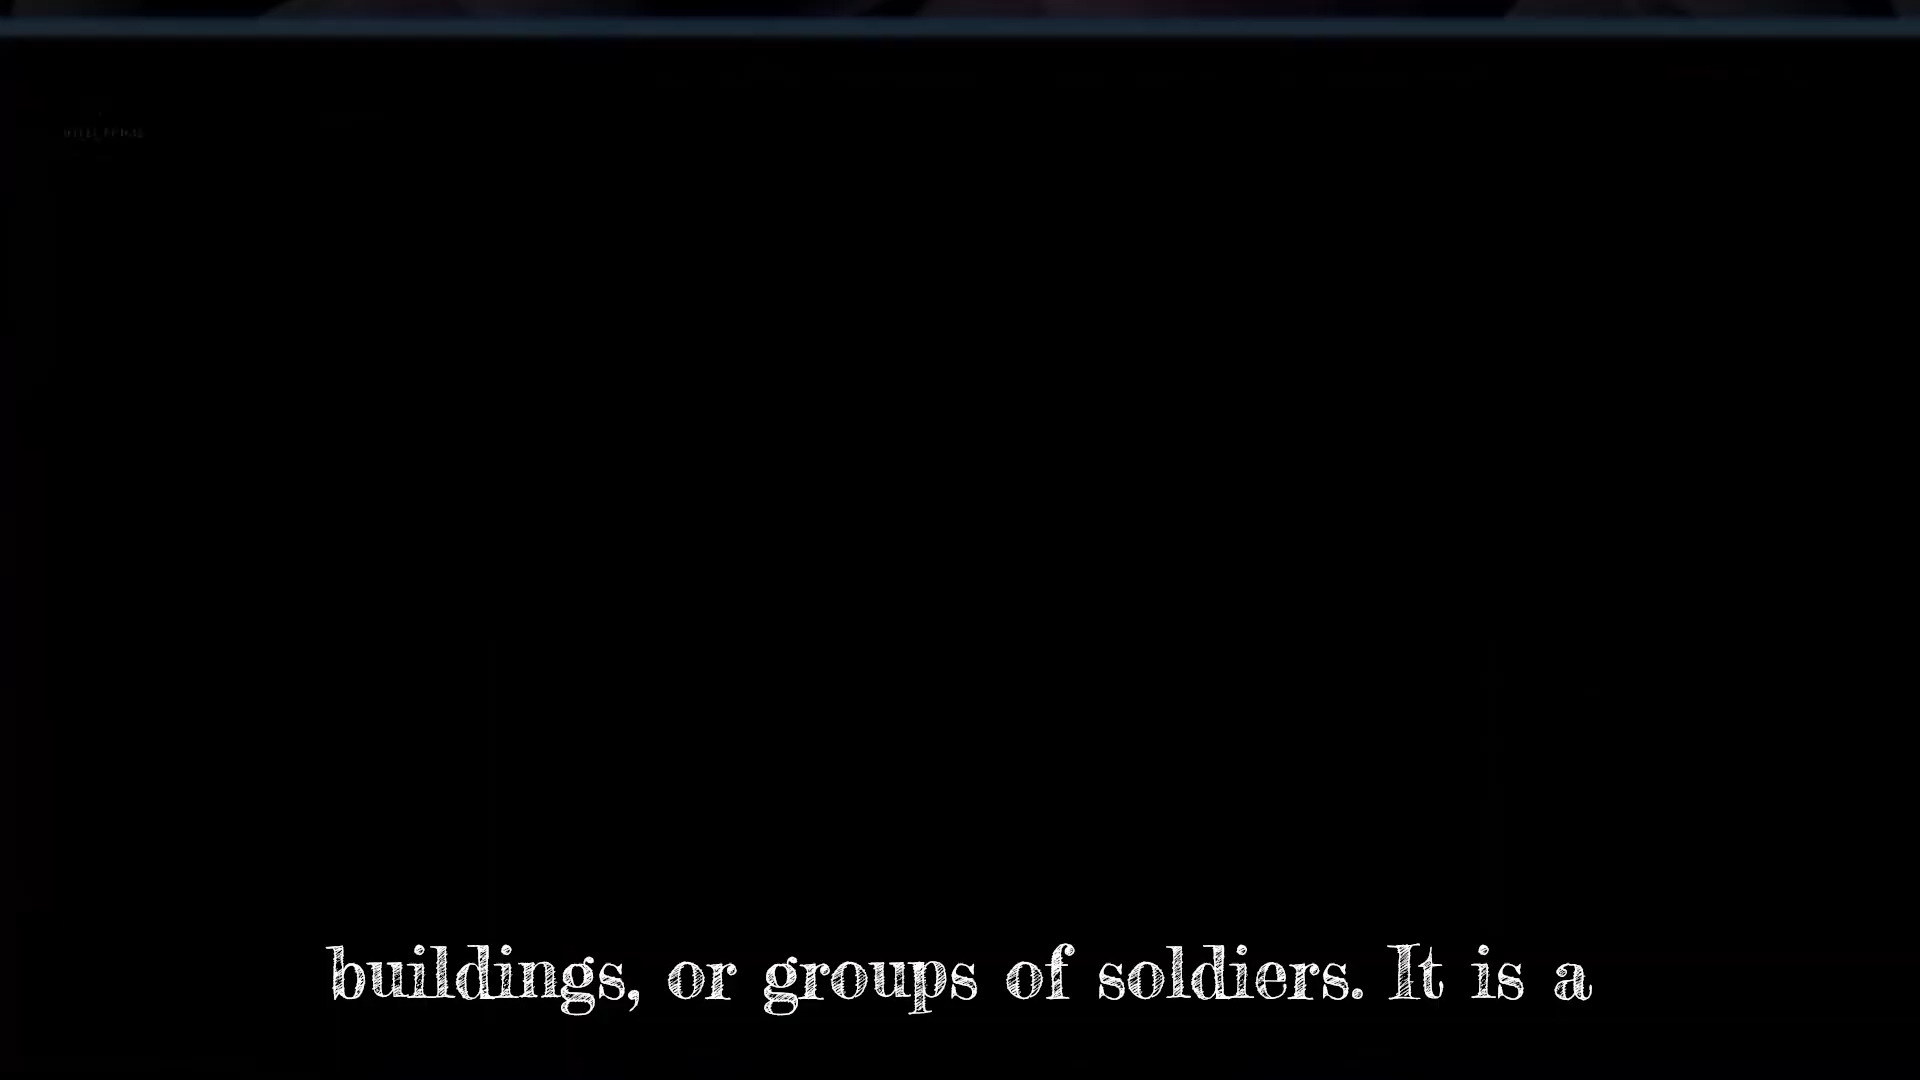 buildings, or groups of soldiers. It is a